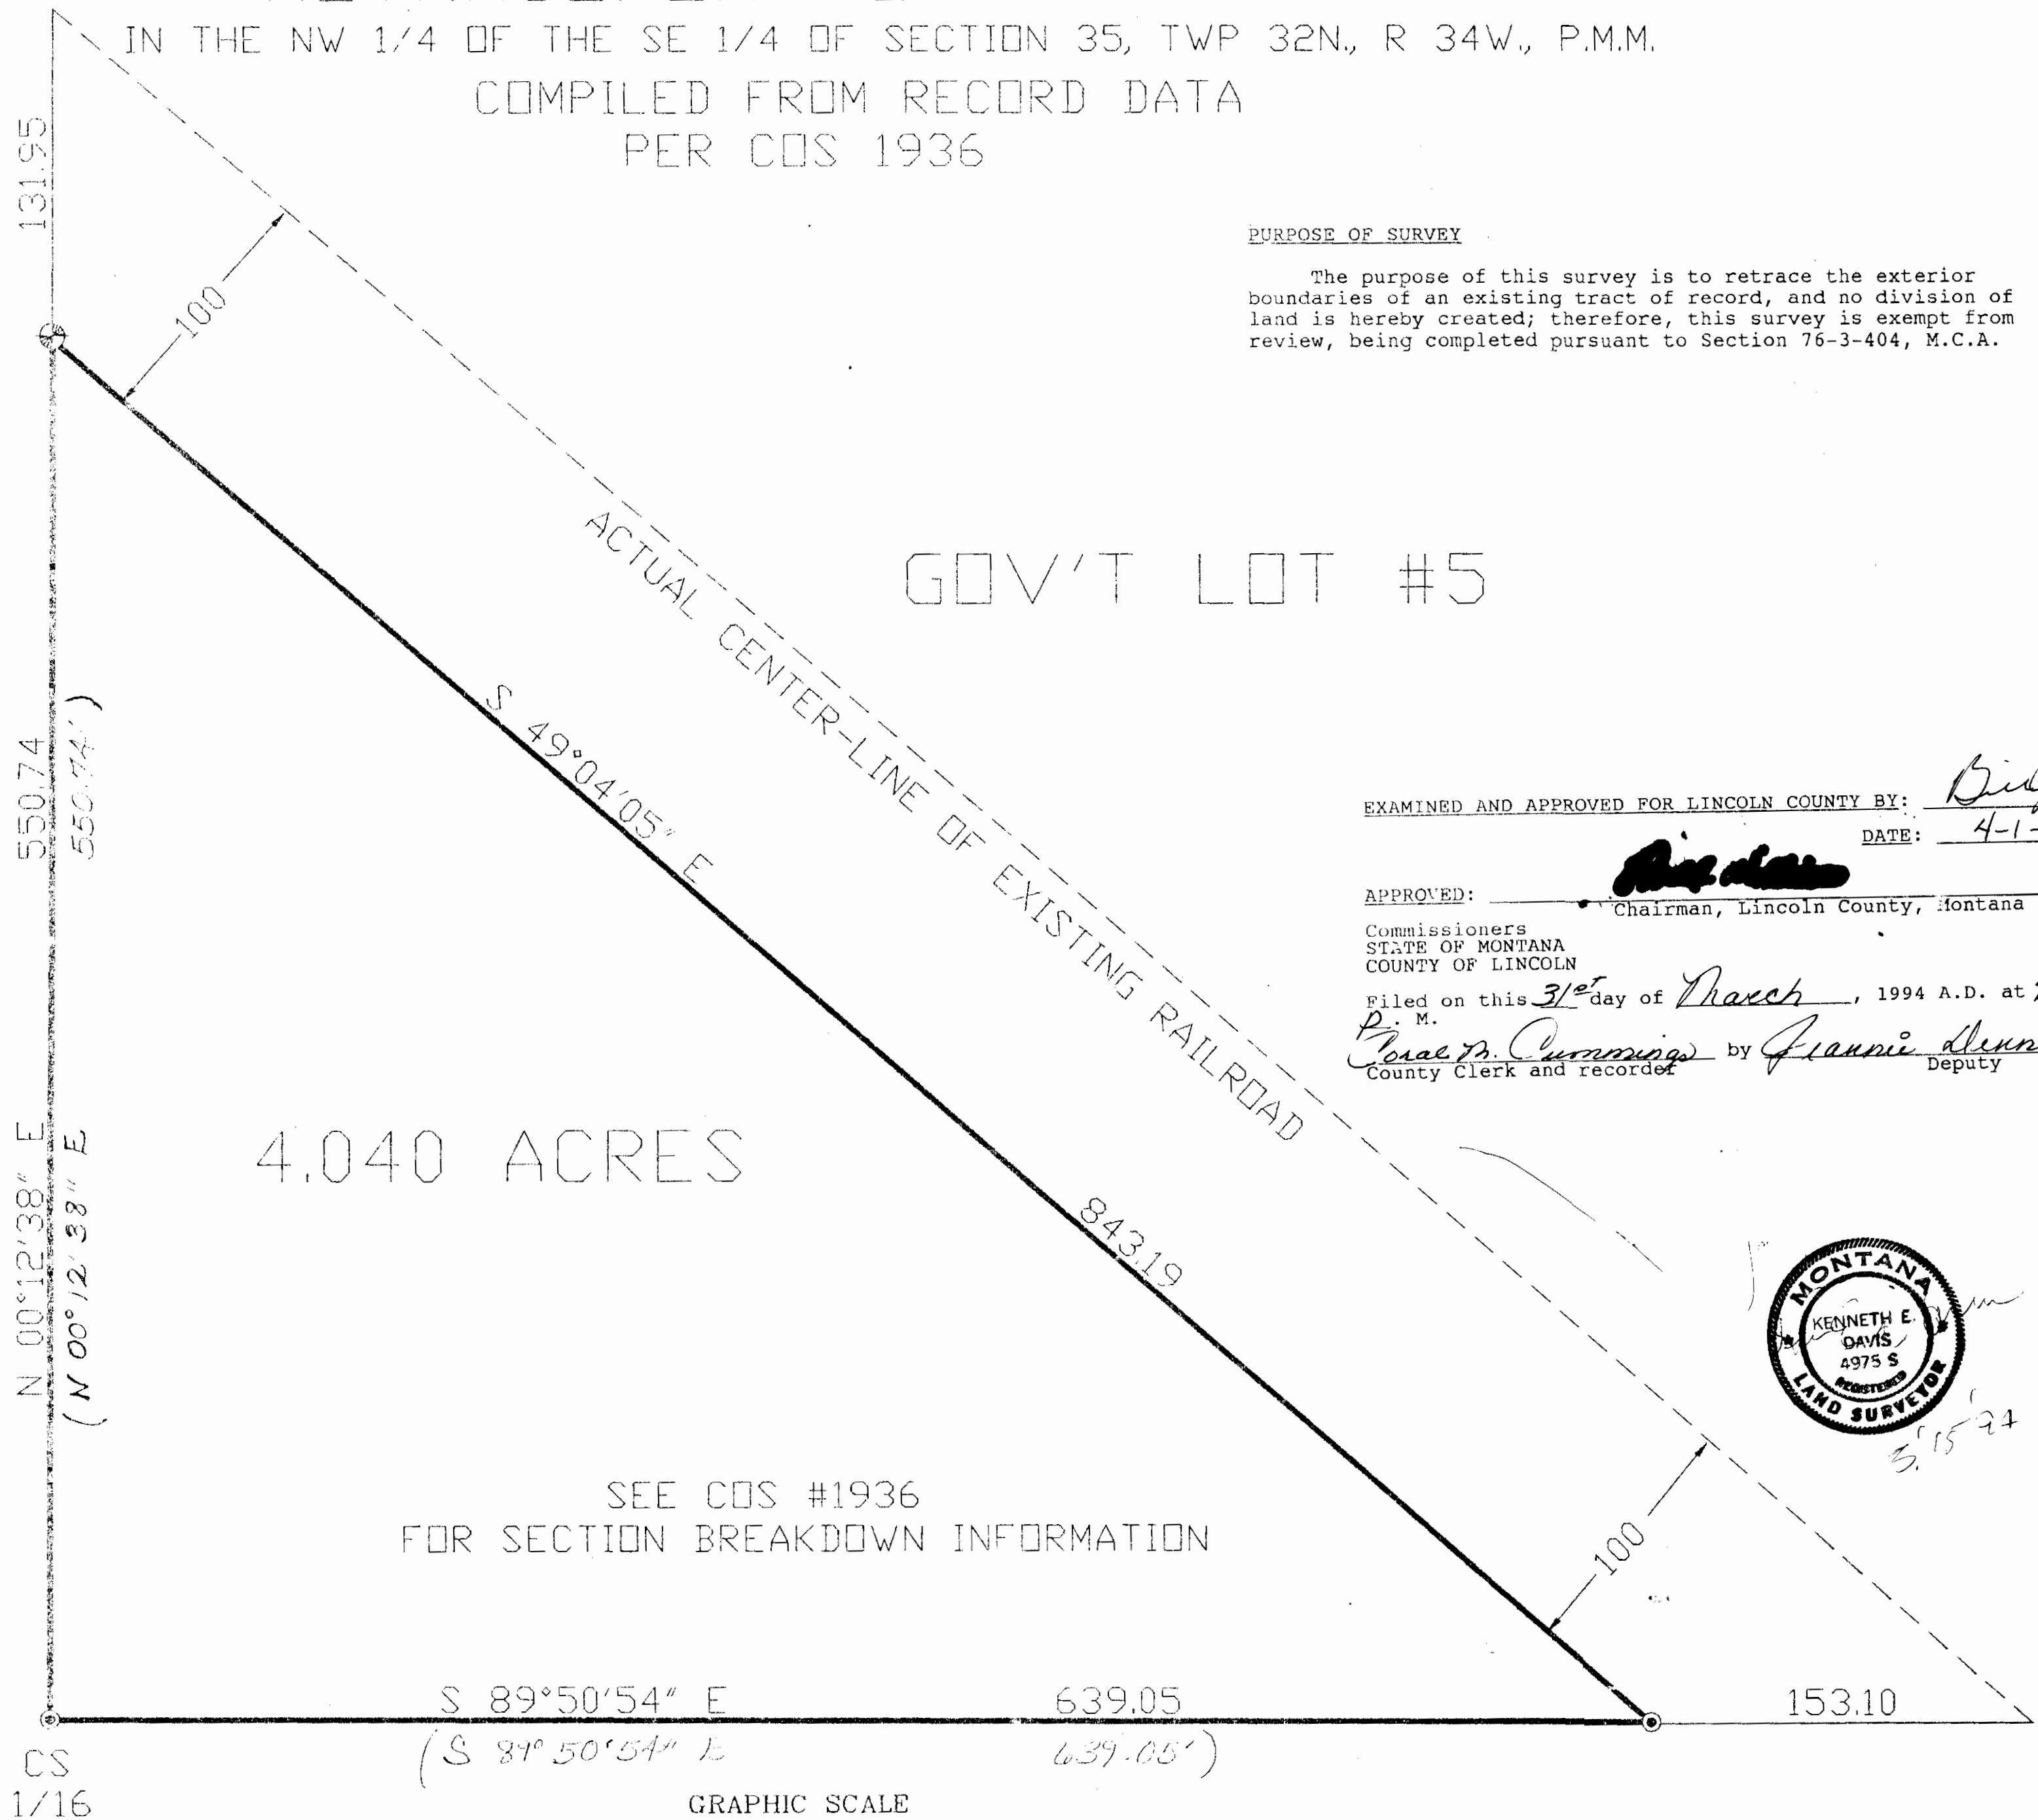 IN THE NW 1/4 OF THE SE 1/4 OF SECTION 35, TWP 32N., R 34W., P.M.M.
COMPILED FROM RECORD DATA
PER COS 1936
131.95
100
PURPOSE OF SURVEY
The purpose of this survey is to retrace the exterior
boundaries of an existing tract of record, and no division of
land is hereby created; therefore, this survey is exempt from
review, being completed pursuant to Section 76-3-404, M.C.A.
ACTUAL CENTER-LINE OF EXISTING RAILROAD
GOV'T LOT #5
S 49°04'05" E
843.19
550.74
550.74')
N 00°12'38" E
(N 00°12'38" E
EXAMINED AND APPROVED FOR LINCOLN COUNTY BY:
DATE: 4-1-
APPROVED:
Chairman, Lincoln County, Montana
Commissioners
STATE OF MONTANA
COUNTY OF LINCOLN
Filed on this 31st day of March, 1994 A.D. at
P. M.
Coral M. Cummings by Jeannie
County Clerk and recorder Deputy
4.040 ACRES
MONTANA
KENNETH E.
DAVIS
4975 S
REGISTERED
LAND SURVEYOR
3-15-94
SEE COS #1936
FOR SECTION BREAKDOWN INFORMATION
100
S 89°50'54" E 639.05
153.10
(S 89°50'54" E 639.05')
CS
1/16
GRAPHIC SCALE